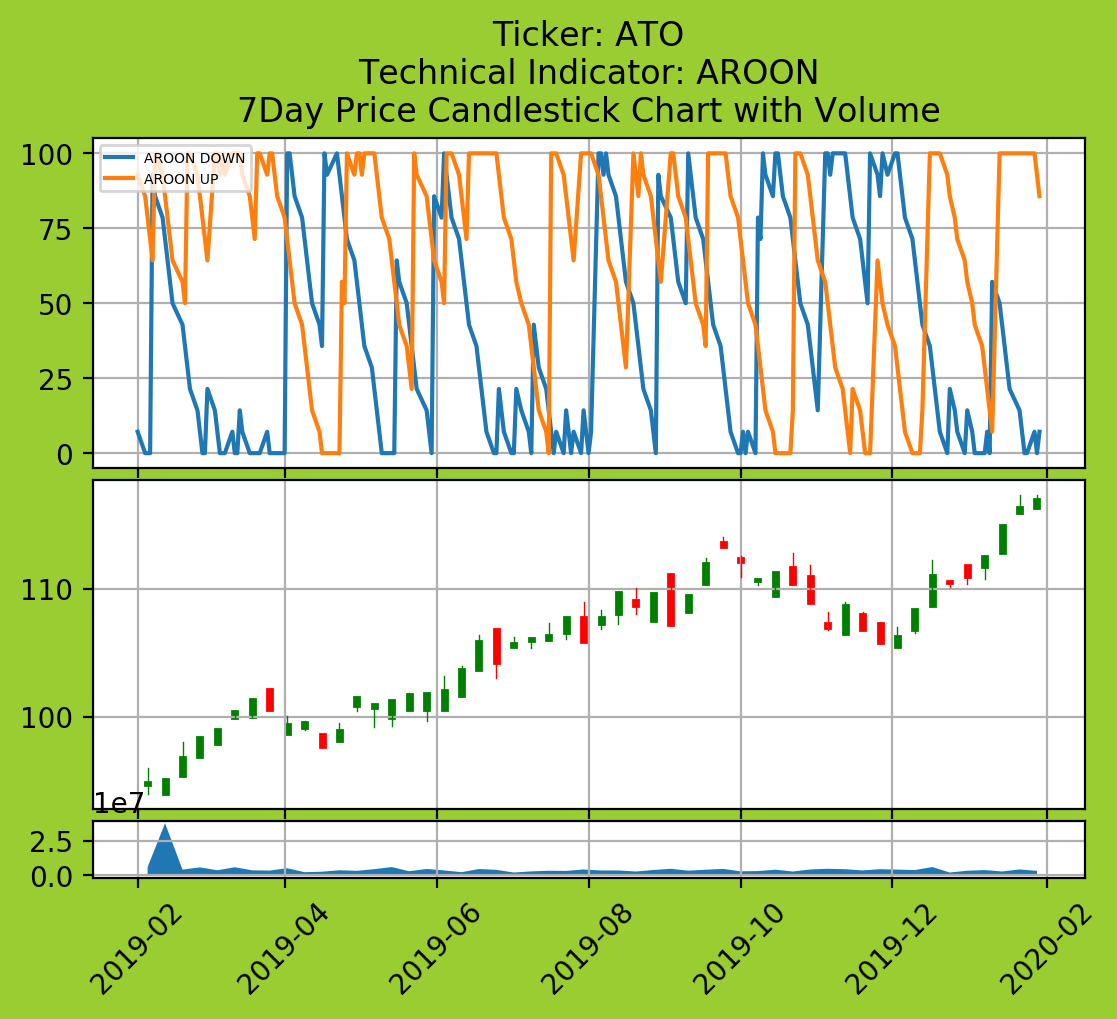 Ticker: ATO
Technical Indicator: AROON
7Day Price Candlestick Chart with Volume
100
75
50
25
0
AROON DOWN
AROON UP
110
100
1e7
2.5
0.0
2019-02
2019-04
2019-06
2019-08
2019-10
2019-12
2020-02